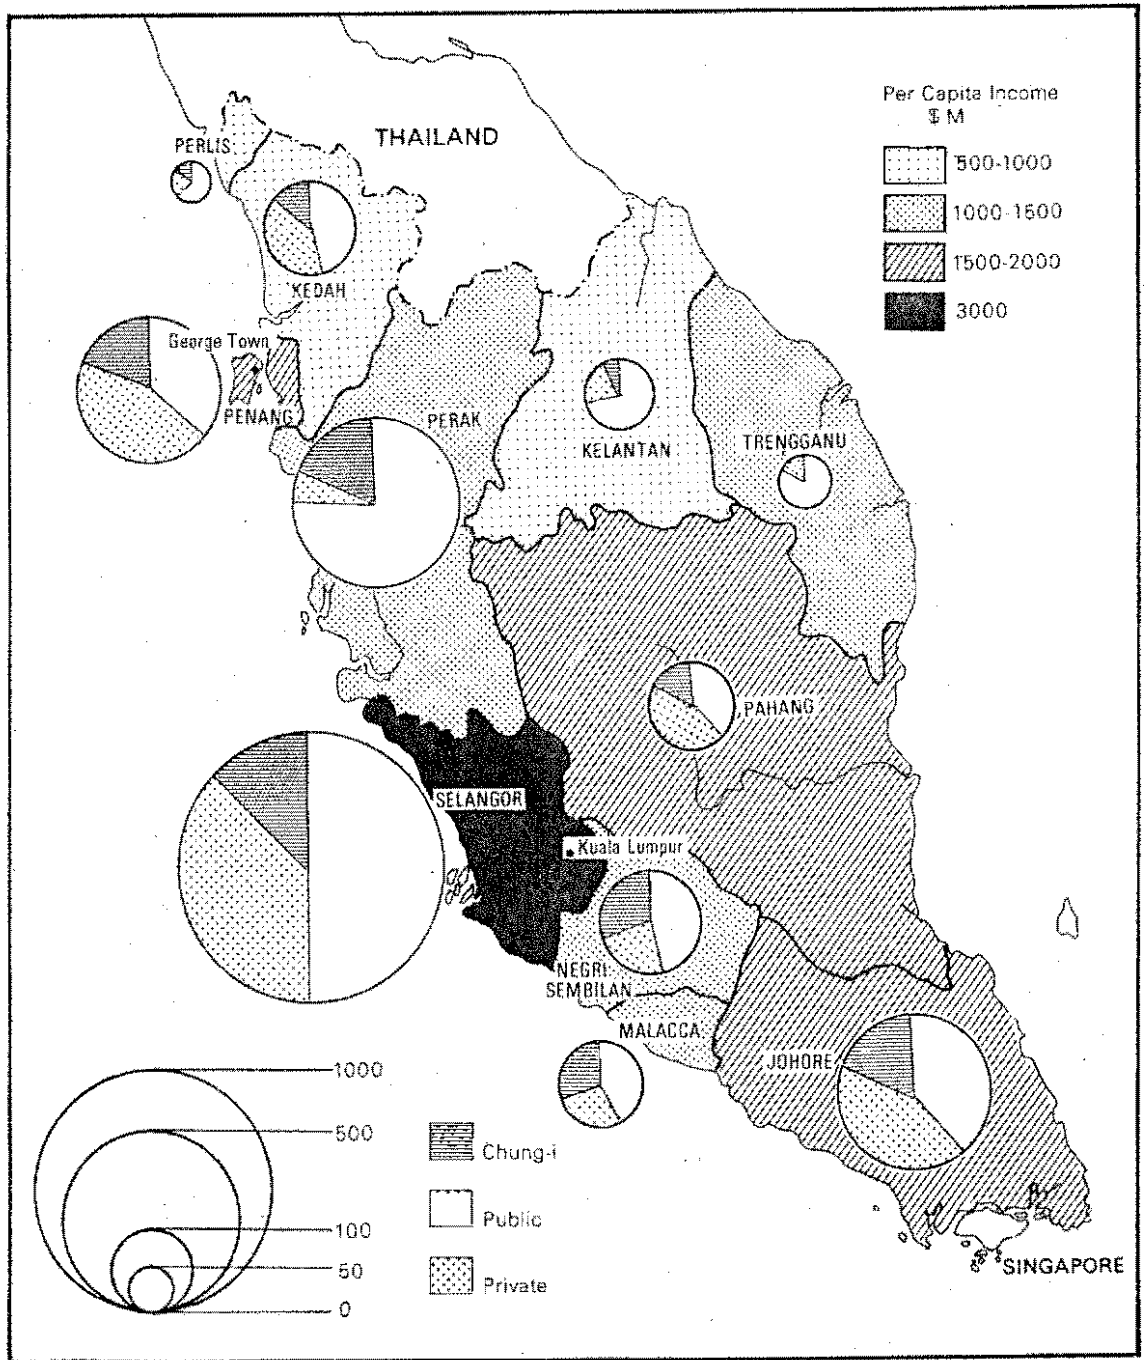 Per Capita Income
$ M
500-1000
1000-1500
1500-2000
3000
THAILAND
PERLIS
KEDAH
George Town
PENANG
PERAK
KELANTAN
TRENGGANU
PAHANG
SELANGOR
Kuala Lumpur
NEGRI
SEMBILAN
MALACCA
JOHORE
SINGAPORE
1000
500
100
50
0
Chung-i
Public
Private